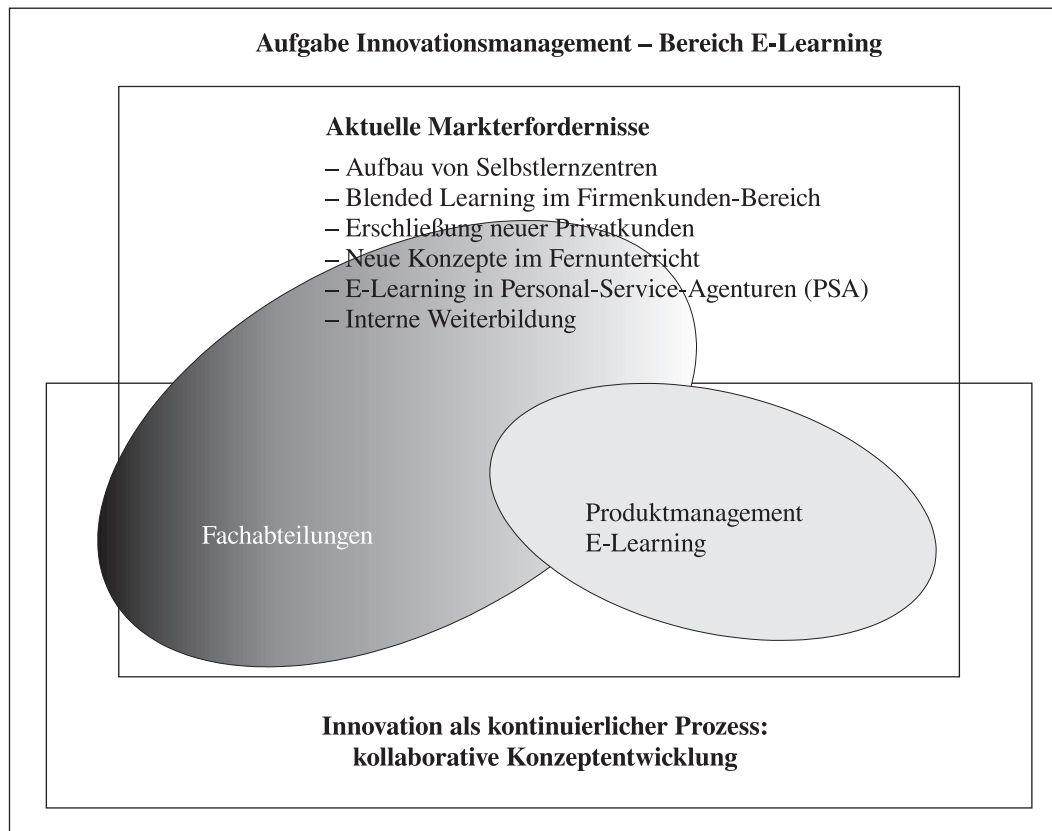 Aufgabe Innovationsmanagement – Bereich E-Learning
Aktuelle Markterfordernisse
– Aufbau von Selbstlernzentren
– Blended Learning im Firmenkunden-Bereich
– Erschließung neuer Privatkunden
– Neue Konzepte im Fernunterricht
– E-Learning in Personal-Service-Agenturen (PSA)
– Interne Weiterbildung
Fachabteilungen
Produktmanagement
E-Learning
Innovation als kontinuierlicher Prozess:
kollaborative Konzeptentwicklung